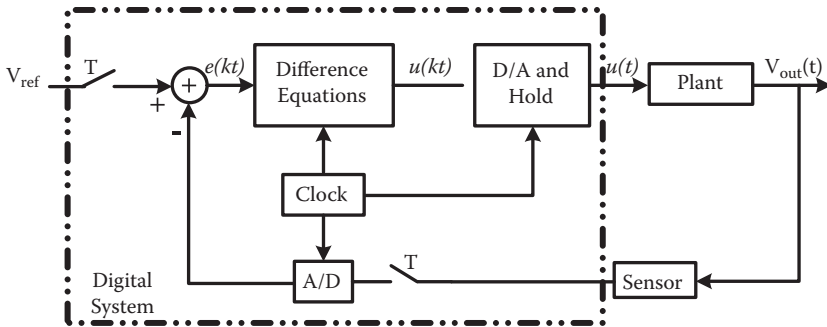 V_ref
T
e(kt)
Difference
Equations
u(kt)
D/A and
Hold
u(t)
Plant
V_out(t)
+
+
-
Clock
T
A/D
Sensor
Digital
System